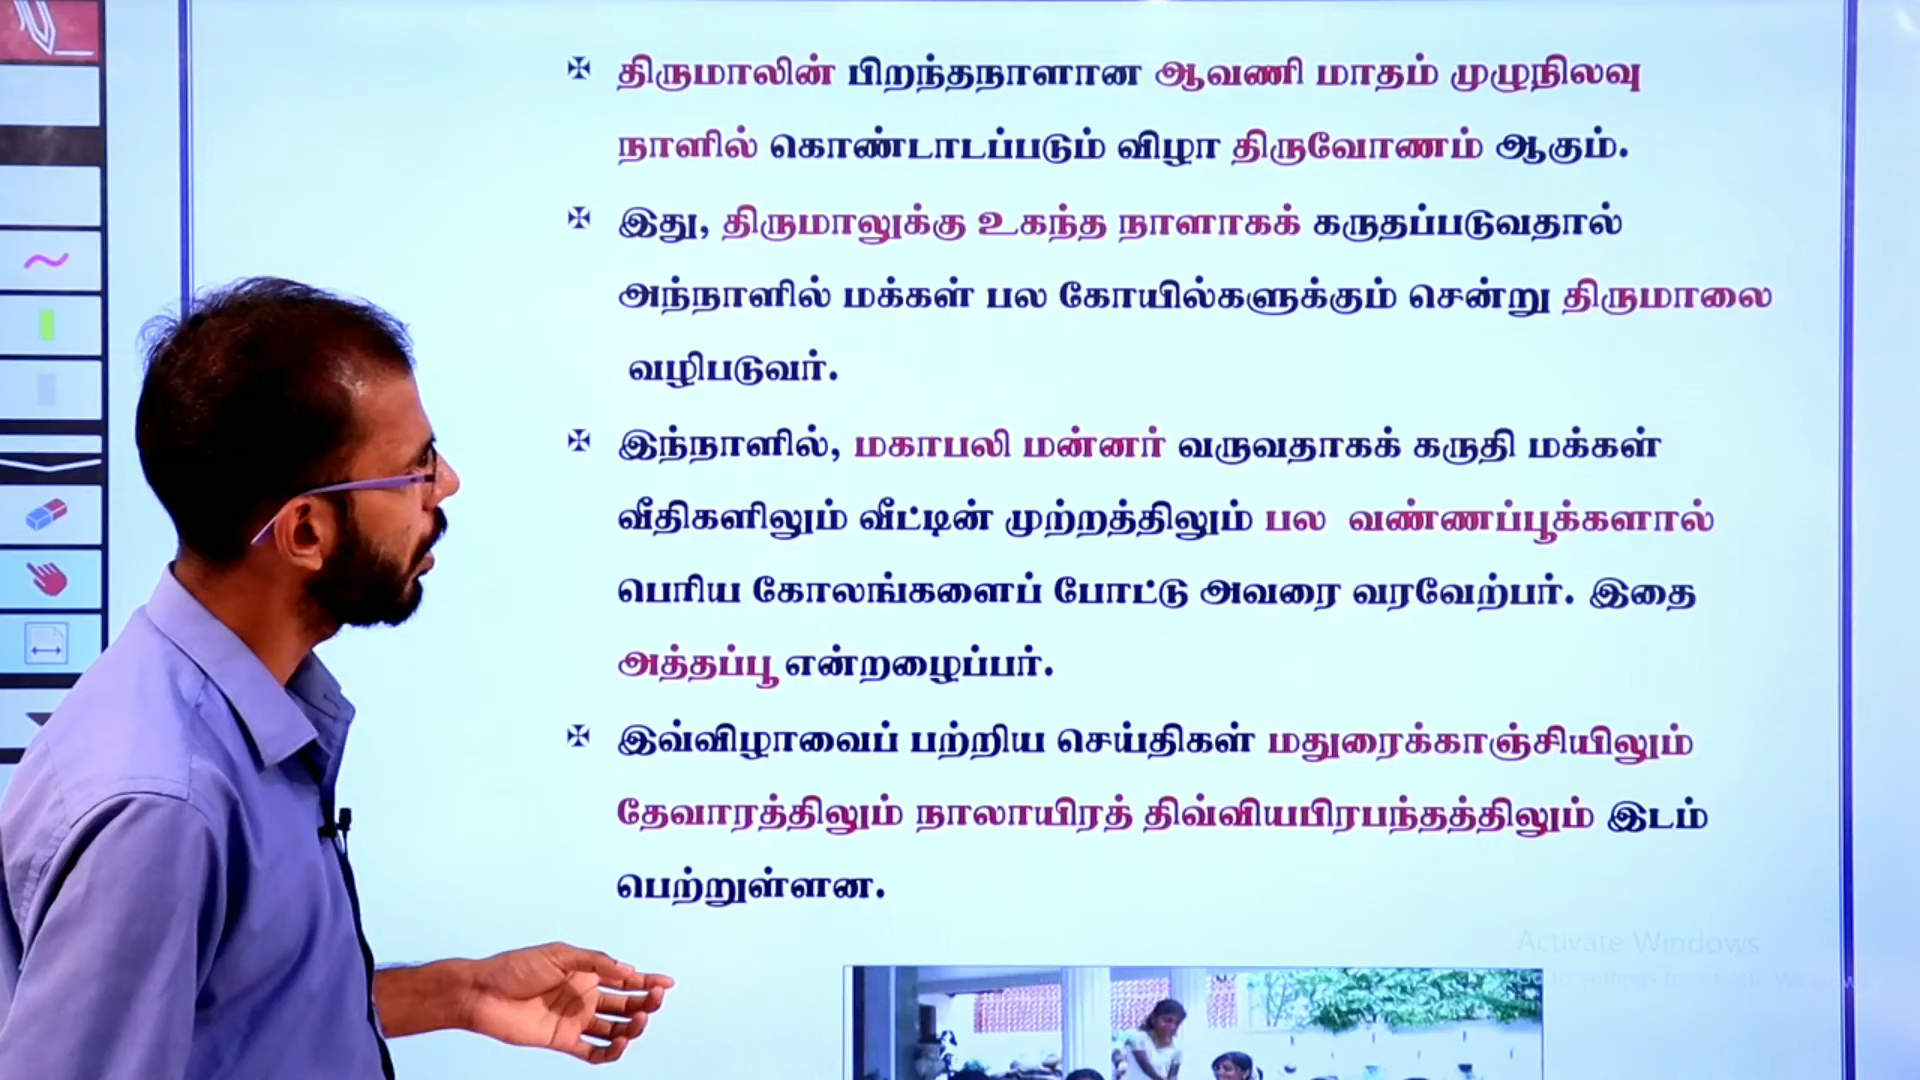 ✠ திருமாலின் பிறந்தநாளான ஆவணி மாதம் முழுநிலவு
நாளில் கொண்டாடப்படும் விழா திருவோணம் ஆகும்.
✠ இது, திருமாலுக்கு உகந்த நாளாகக் கருதப்படுவதால்
அந்நாளில் மக்கள் பல கோயில்களுக்கும் சென்று திருமாலை
வழிபடுவர்.
✠ இந்நாளில், மகாபலி மன்னர் வருவதாகக் கருதி மக்கள்
வீதிகளிலும் வீட்டின் முற்றத்திலும் பல வண்ணப்பூக்களால்
பெரிய கோலங்களைப் போட்டு அவரை வரவேற்பர். இதை
அத்தப்பூ என்றழைப்பர்.
✠ இவ்விழாவைப் பற்றிய செய்திகள் மதுரைக்காஞ்சியிலும்
தேவாரத்திலும் நாலாயிரத் திவ்வியபிரபந்தத்திலும் இடம்
பெற்றுள்ளன.
Activate Windows